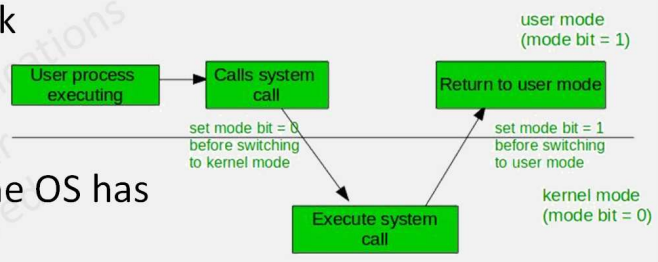 k
user mode
(mode bit = 1)
User process
executing
Calls system
call
Return to user mode
set mode bit = 0
before switching
to kernel mode
set mode bit = 1
before switching
to user mode
e OS has
kernel mode
(mode bit = 0)
Execute system
call